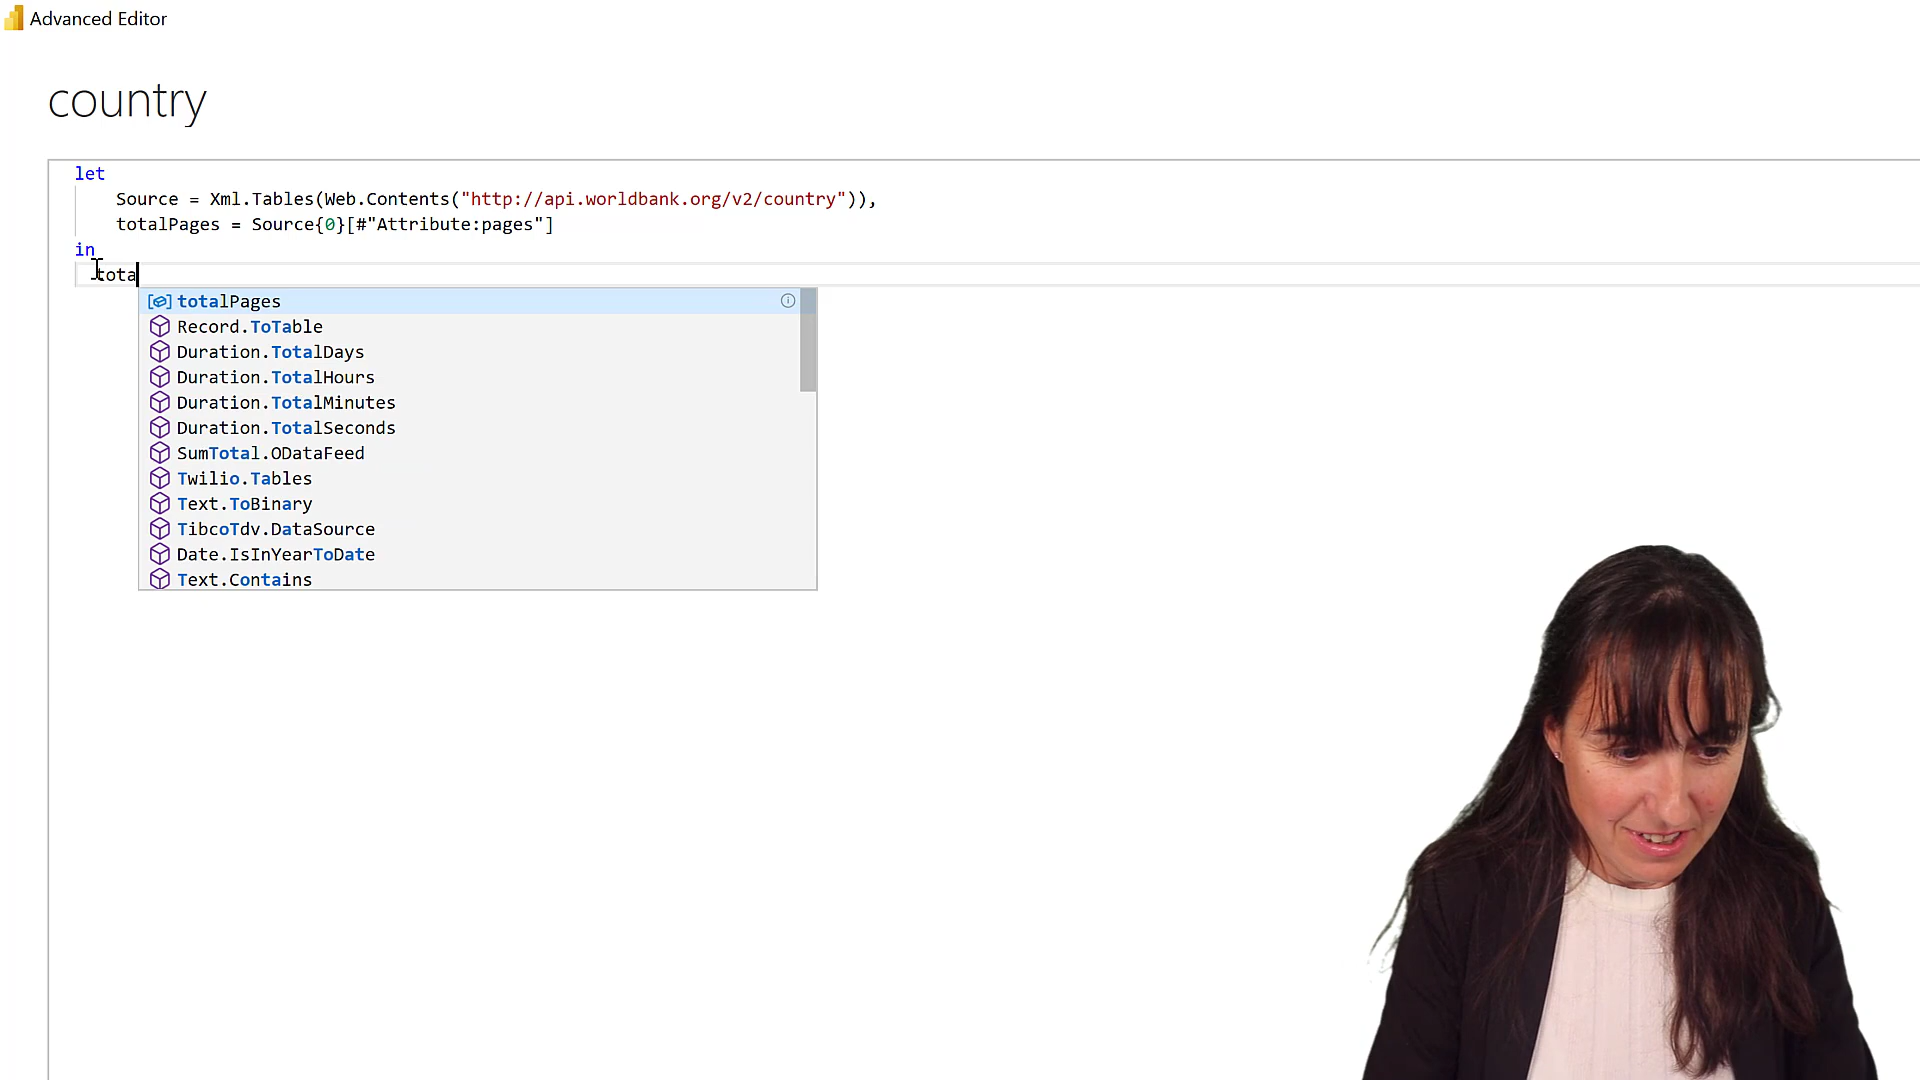 Advanced Editor
country
let
Source = Xml.Tables(Web.Contents("http://api.worldbank.org/v2/country")),
totalPages = Source{0}[#"Attribute:pages"]
in
tota
totalPages
Record.ToTable
Duration.TotalDays
Duration.TotalHours
Duration.TotalMinutes
Duration.TotalSeconds
SumTotal.ODataFeed
Twilio.Tables
Text.ToBinary
TibcoTdv.DataSource
Date.IsInYearToDate
Text.Contains